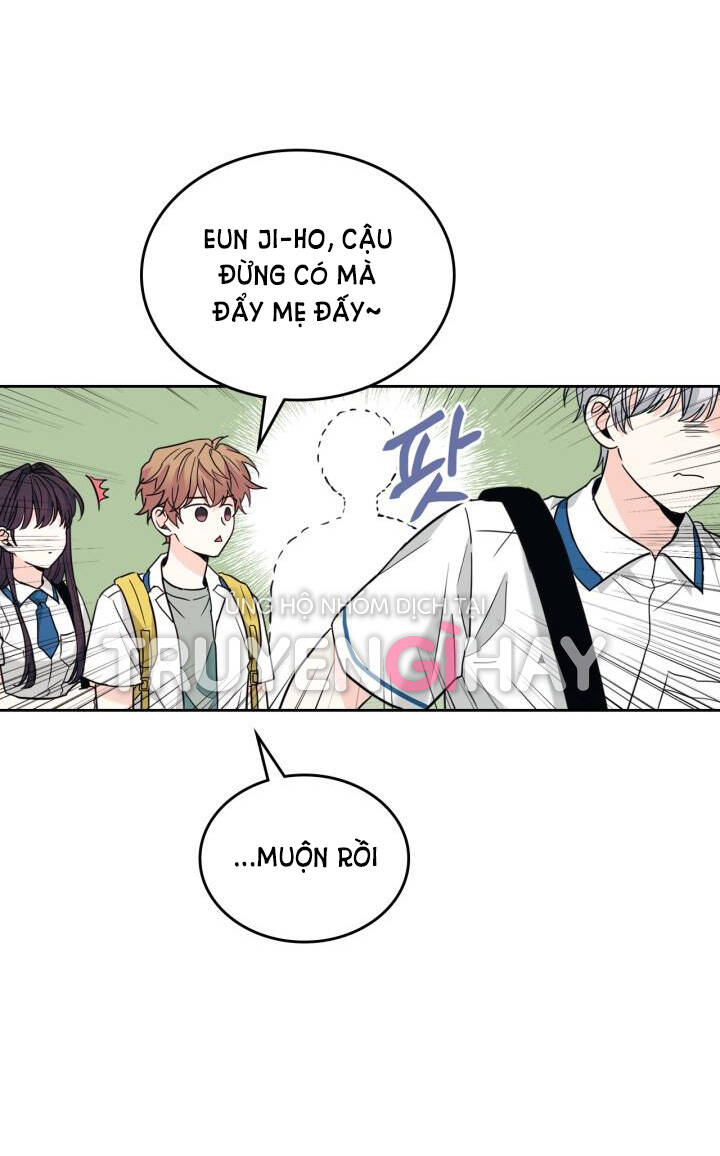 EUN JI-HO, CẬU
ĐỪNG CÓ MÀ
ĐẨY MẸ ĐẤY~
팟
ỦNG HỘ NHÓM DỊCH TẠI
TRUYENGIHAY
...MUỘN RỒI